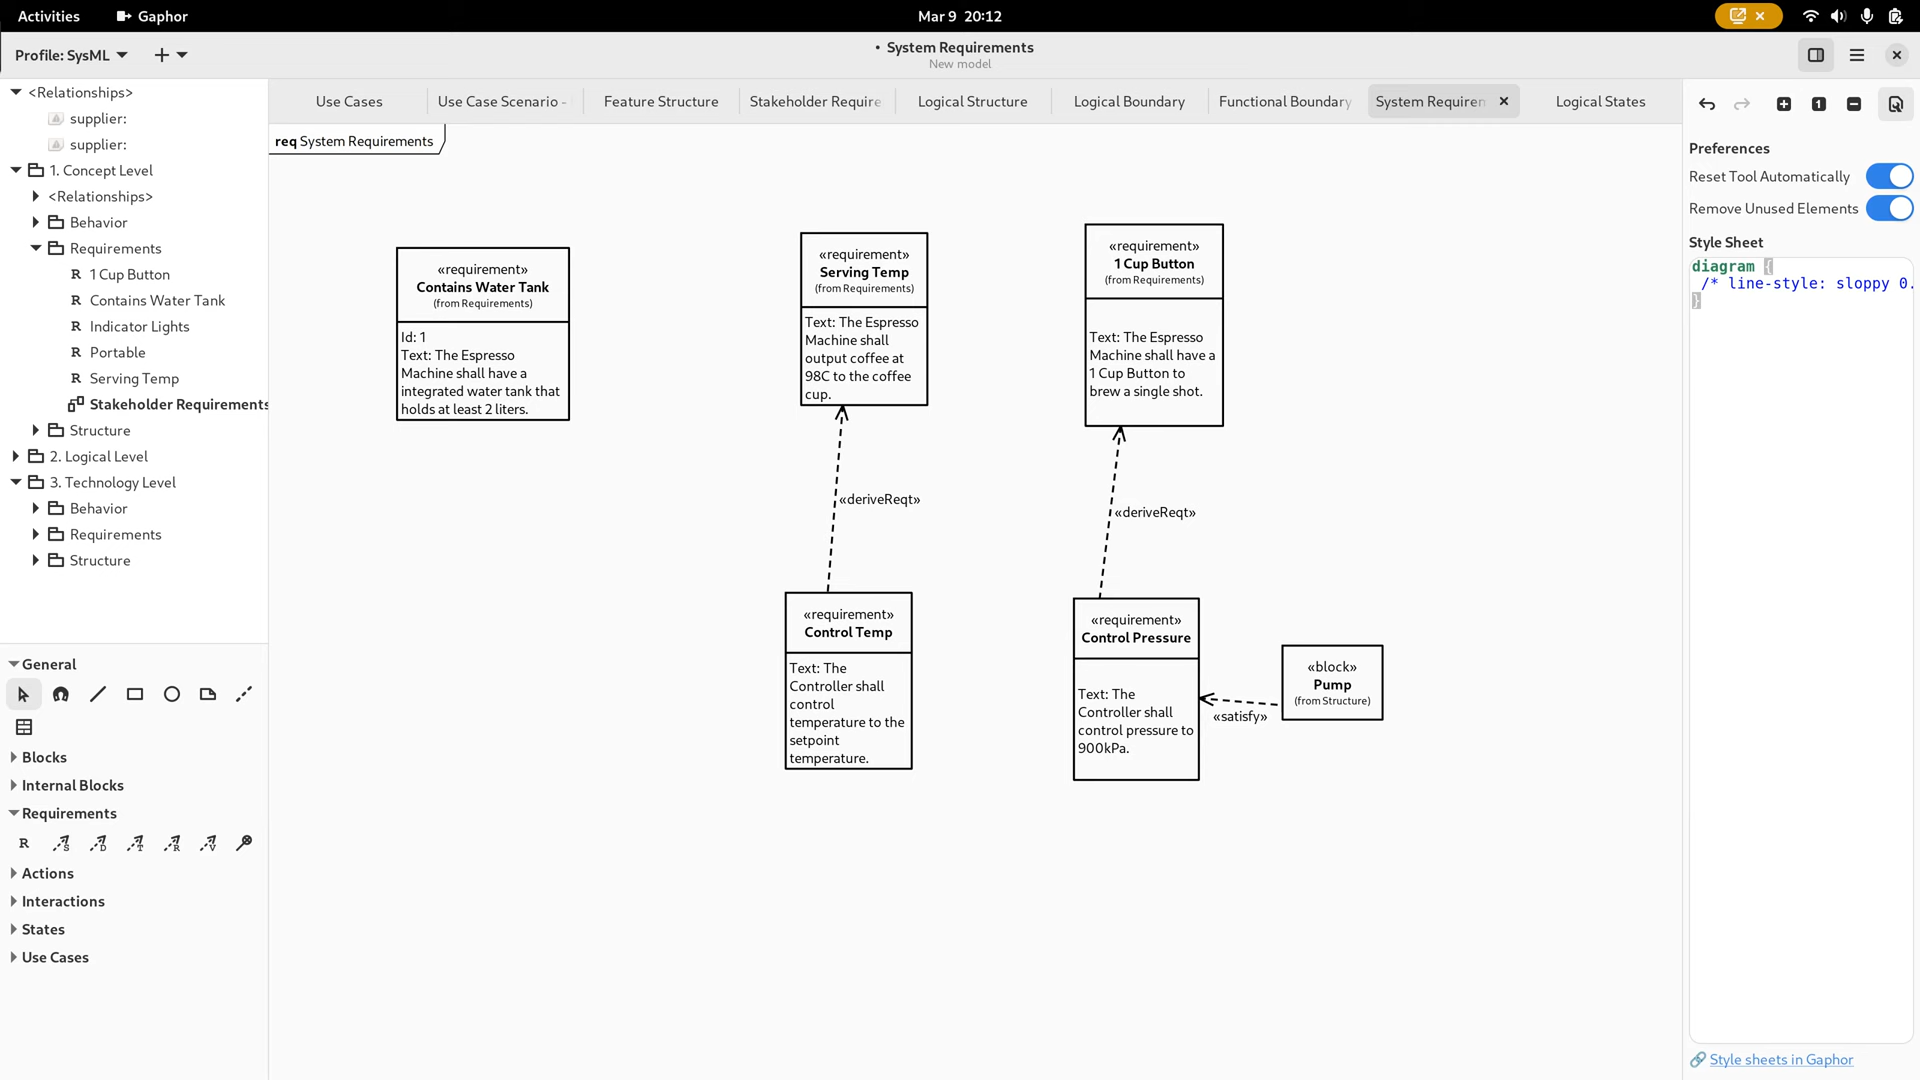 Activities
Gaphor
Mar 9 20:12
Profile: SysML
• System Requirements
New model
<Relationships>
supplier:
supplier:
1. Concept Level
<Relationships>
Behavior
Requirements
R 1 Cup Button
R Contains Water Tank
R Indicator Lights
R Portable
R Serving Temp
Stakeholder Requirements
Structure
2. Logical Level
3. Technology Level
Behavior
Requirements
Structure
General
Blocks
Internal Blocks
Requirements
R S D T R V
Actions
Interactions
States
Use Cases
Use Cases
Use Case Scenario -
Feature Structure
Stakeholder Require
Logical Structure
Logical Boundary
Functional Boundary
System Requiren
Logical States
req System Requirements
«requirement»
Contains Water Tank
(from Requirements)
Id: 1
Text: The Espresso
Machine shall have a
integrated water tank that
holds at least 2 liters.
«requirement»
Serving Temp
(from Requirements)
Text: The Espresso
Machine shall
output coffee at
98C to the coffee
cup.
«requirement»
1 Cup Button
(from Requirements)
Text: The Espresso
Machine shall have a
1 Cup Button to
brew a single shot.
«deriveReqt»
«deriveReqt»
«requirement»
Control Temp
Text: The
Controller shall
control
temperature to the
setpoint
temperature.
«requirement»
Control Pressure
Text: The
Controller shall
control pressure to
900kPa.
«satisfy»
«block»
Pump
(from Structure)
1
Preferences
Reset Tool Automatically
Remove Unused Elements
Style Sheet
diagram {
/* line-style: sloppy 0.
}
Style sheets in Gaphor